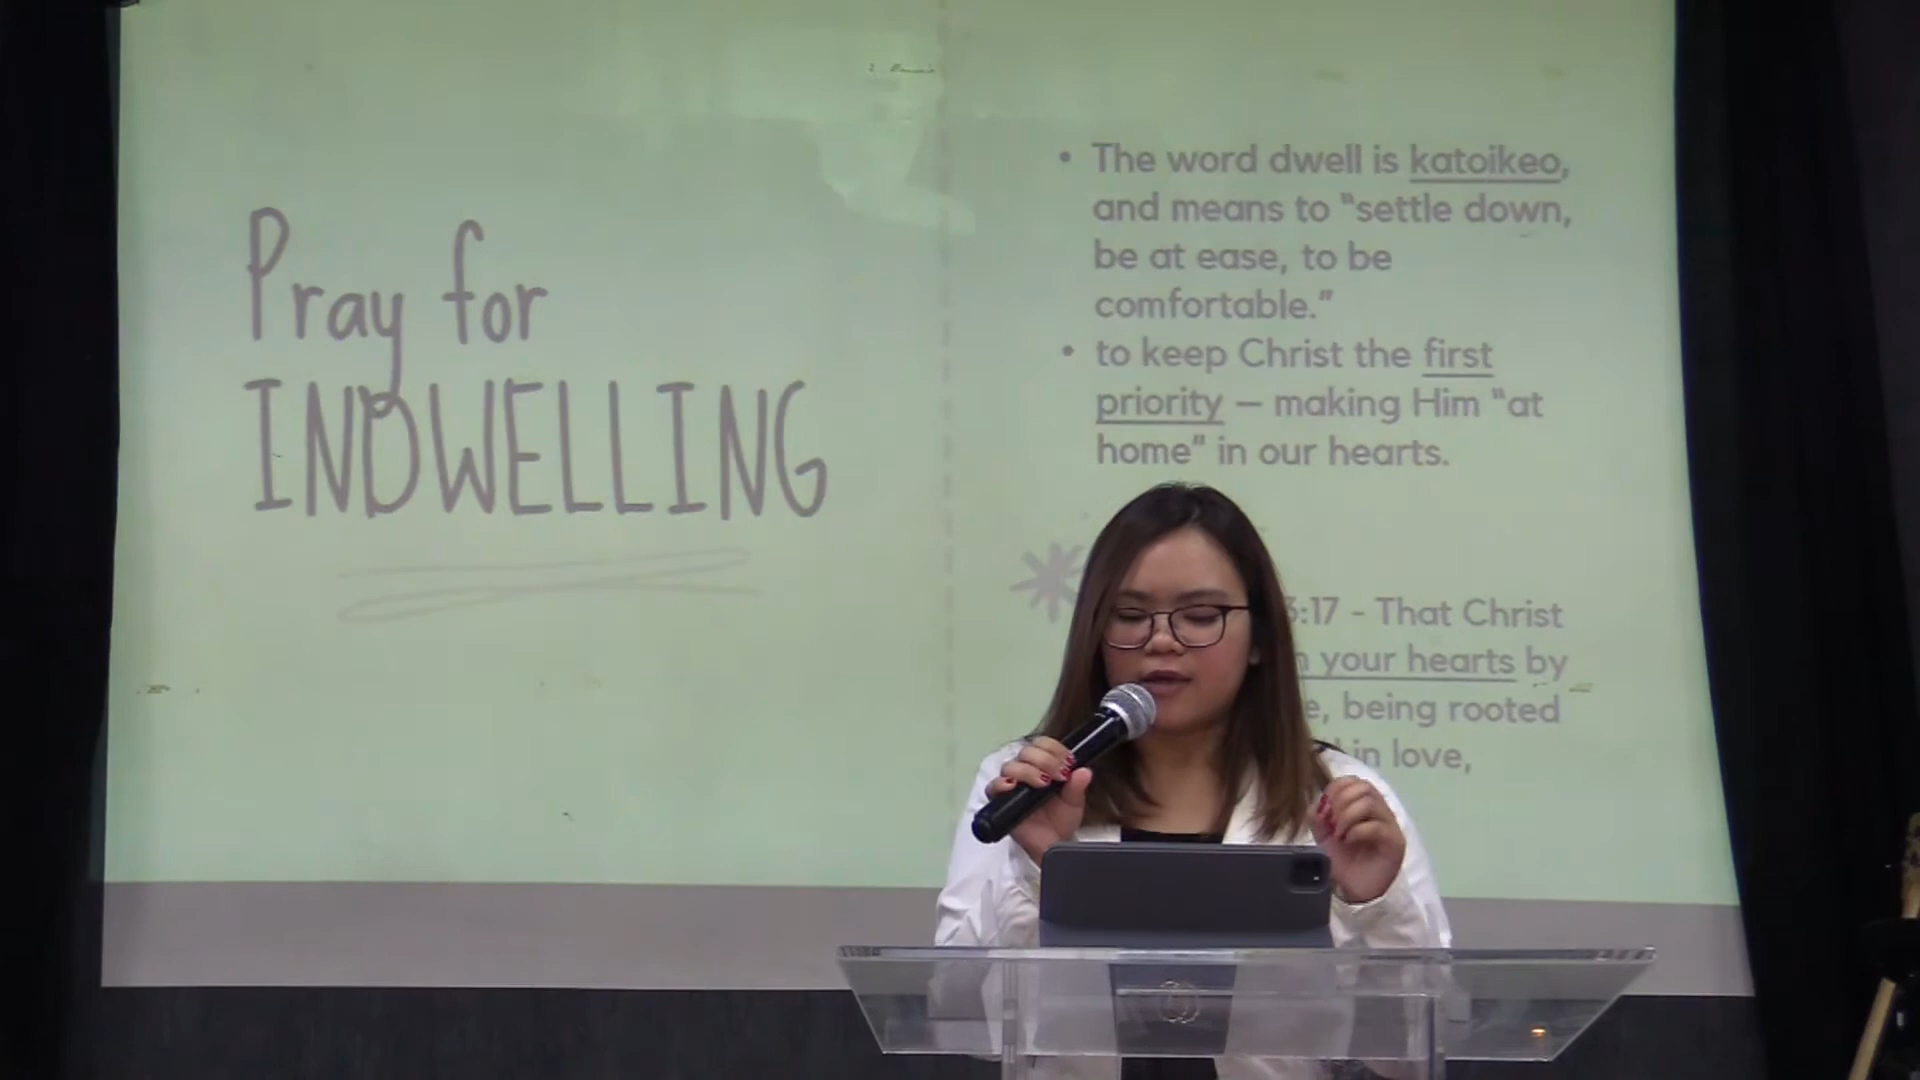 Pray for
INDWELLING
• The word dwell is katoikeo,
and means to "settle down,
be at ease, to be
comfortable."
• to keep Christ the first
priority – making Him "at
home" in our hearts.
:17 - That Christ
your hearts by
being rooted
in love,